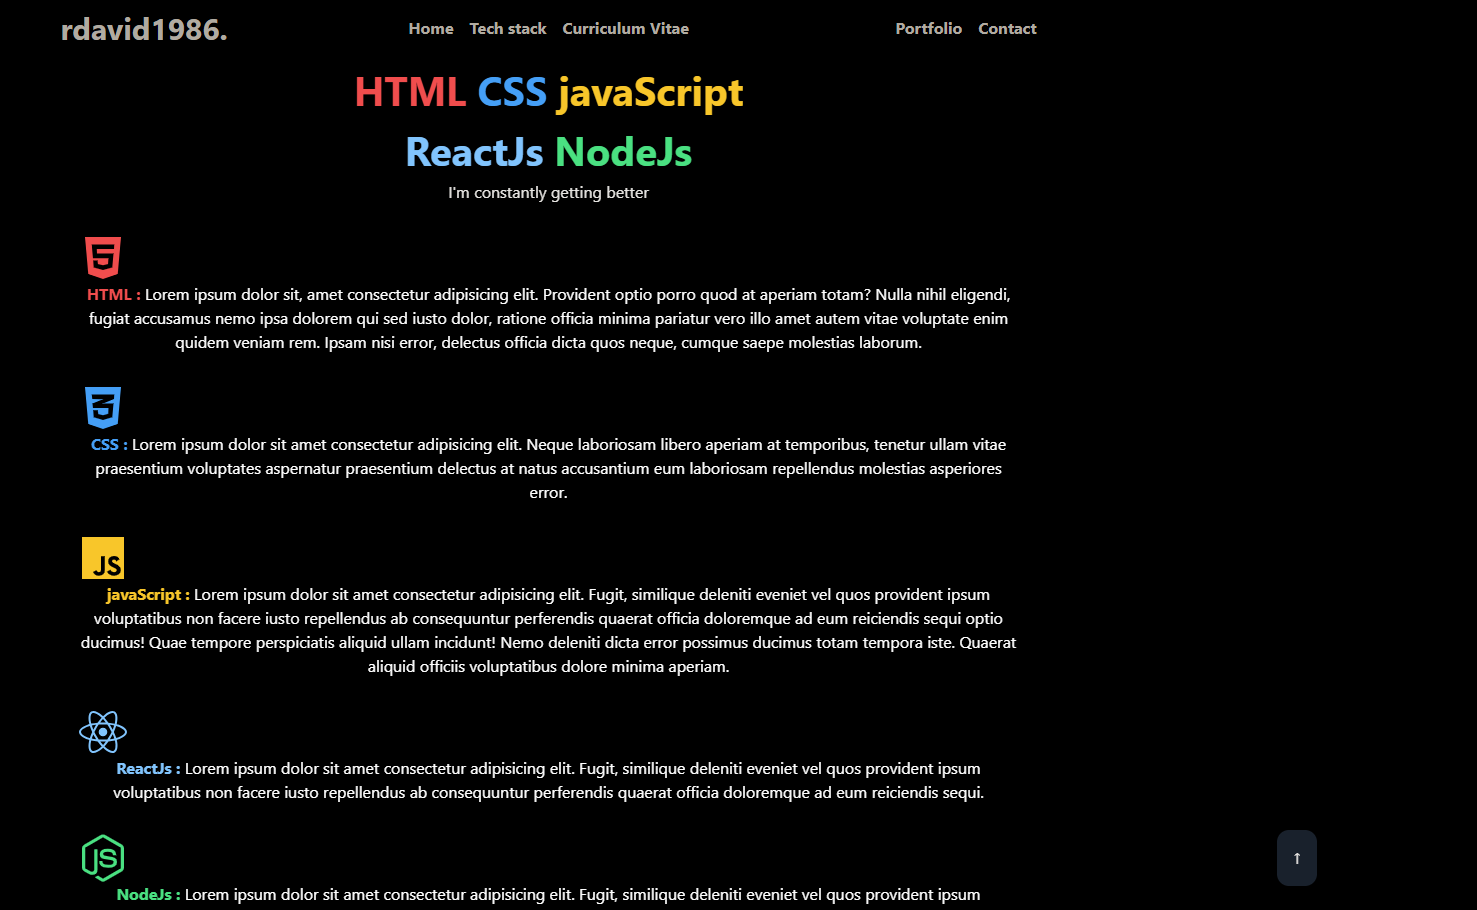 rdavid1986.
Home Tech stack Curriculum Vitae Portfolio Contact
HTML CSS javaScript
ReactJs NodeJs
I'm constantly getting better
HTML : Lorem ipsum dolor sit, amet consectetur adipisicing elit. Provident optio porro quod at aperiam totam? Nulla nihil eligendi,
fugiat accusamus nemo ipsa dolorem qui sed iusto dolor, ratione officia minima pariatur vero illo amet autem vitae voluptate enim
quidem veniam rem. Ipsam nisi error, delectus officia dicta quos neque, cumque saepe molestias laborum.
CSS : Lorem ipsum dolor sit amet consectetur adipisicing elit. Neque laboriosam libero aperiam at temporibus, tenetur ullam vitae
praesentium voluptates aspernatur praesentium delectus at natus accusantium eum laboriosam repellendus molestias asperiores
error.
JS
javaScript : Lorem ipsum dolor sit amet consectetur adipisicing elit. Fugit, similique deleniti eveniet vel quos provident ipsum
voluptatibus non facere iusto repellendus ab consequuntur perferendis quaerat officia doloremque ad eum reiciendis sequi optio
ducimus! Quae tempore perspiciatis aliquid ullam incidunt! Nemo deleniti dicta error possimus ducimus totam tempora iste. Quaerat
aliquid officiis voluptatibus dolore minima aperiam.
ReactJs : Lorem ipsum dolor sit amet consectetur adipisicing elit. Fugit, similique deleniti eveniet vel quos provident ipsum
voluptatibus non facere iusto repellendus ab consequuntur perferendis quaerat officia doloremque ad eum reiciendis sequi.
JS
NodeJs : Lorem ipsum dolor sit amet consectetur adipisicing elit. Fugit, similique deleniti eveniet vel quos provident ipsum
↑